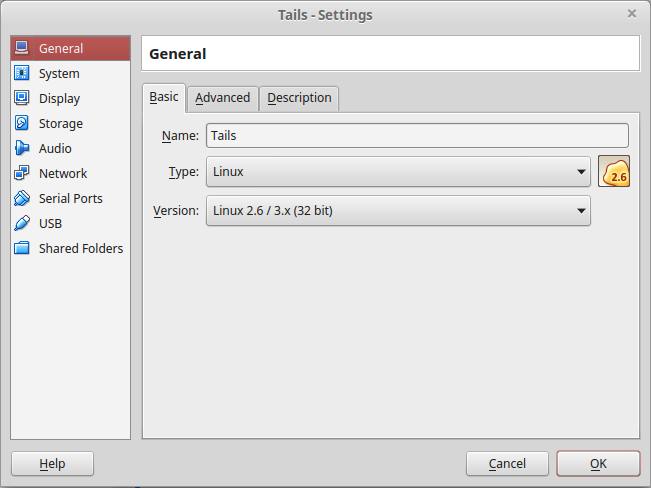 Tails - Settings
General
System
Display
Storage
Audio
Network
Serial Ports
USB
Shared Folders
General
Basic Advanced Description
Name: Tails
Type: Linux
2.6
Version: Linux 2.6 / 3.x (32 bit)
Help Cancel OK